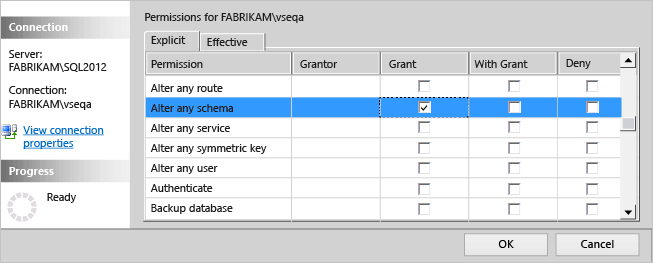 Connection
Server:
FABRIKAM\SQL2012
Connection:
FABRIKAM\vseqa
View connection
properties
Progress
Ready
Permissions for FABRIKAM\vseqa
Explicit Effective
Permission Grantor Grant With Grant Deny
Alter any route
Alter any schema
Alter any service
Alter any symmetric key
Alter any user
Authenticate
Backup database
OK Cancel